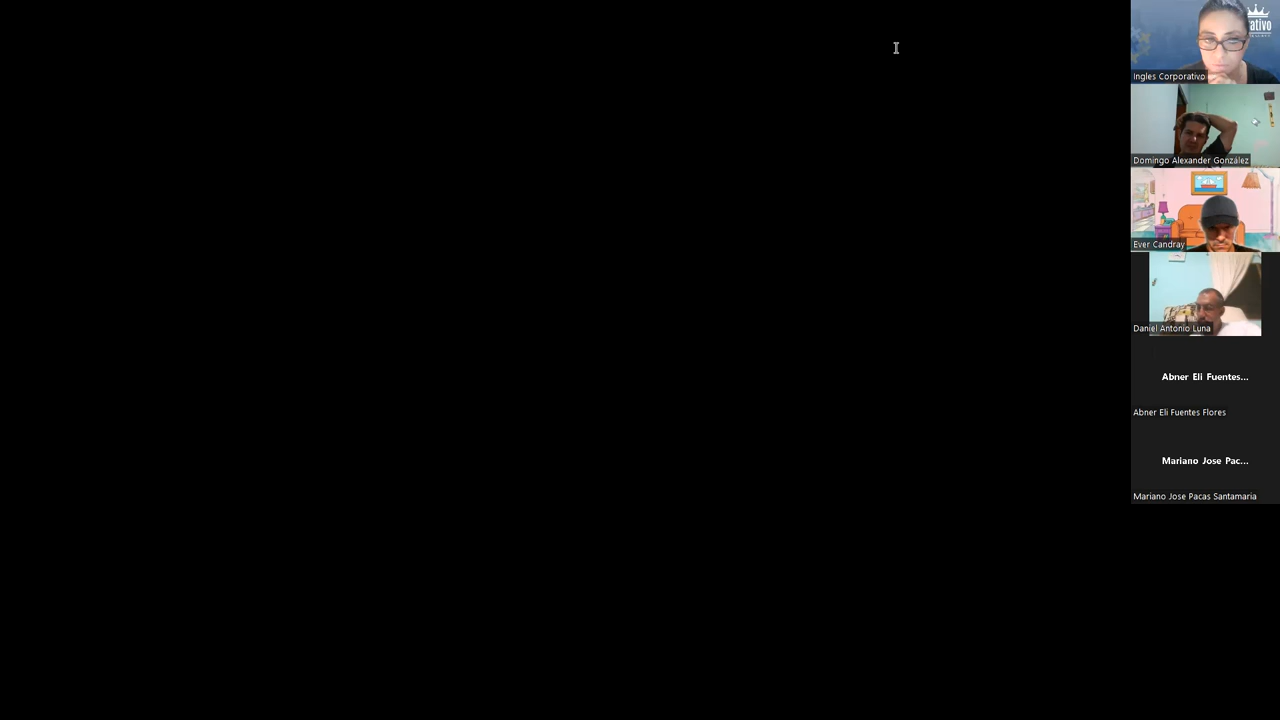 ativo
Ingles Corporativo
Domingo Alexander González
Ever Candray
Daniel Antonio Luna
Abner Eli Fuentes...
Abner Eli Fuentes Flores
Mariano Jose Pac...
Mariano Jose Pacas Santamaria